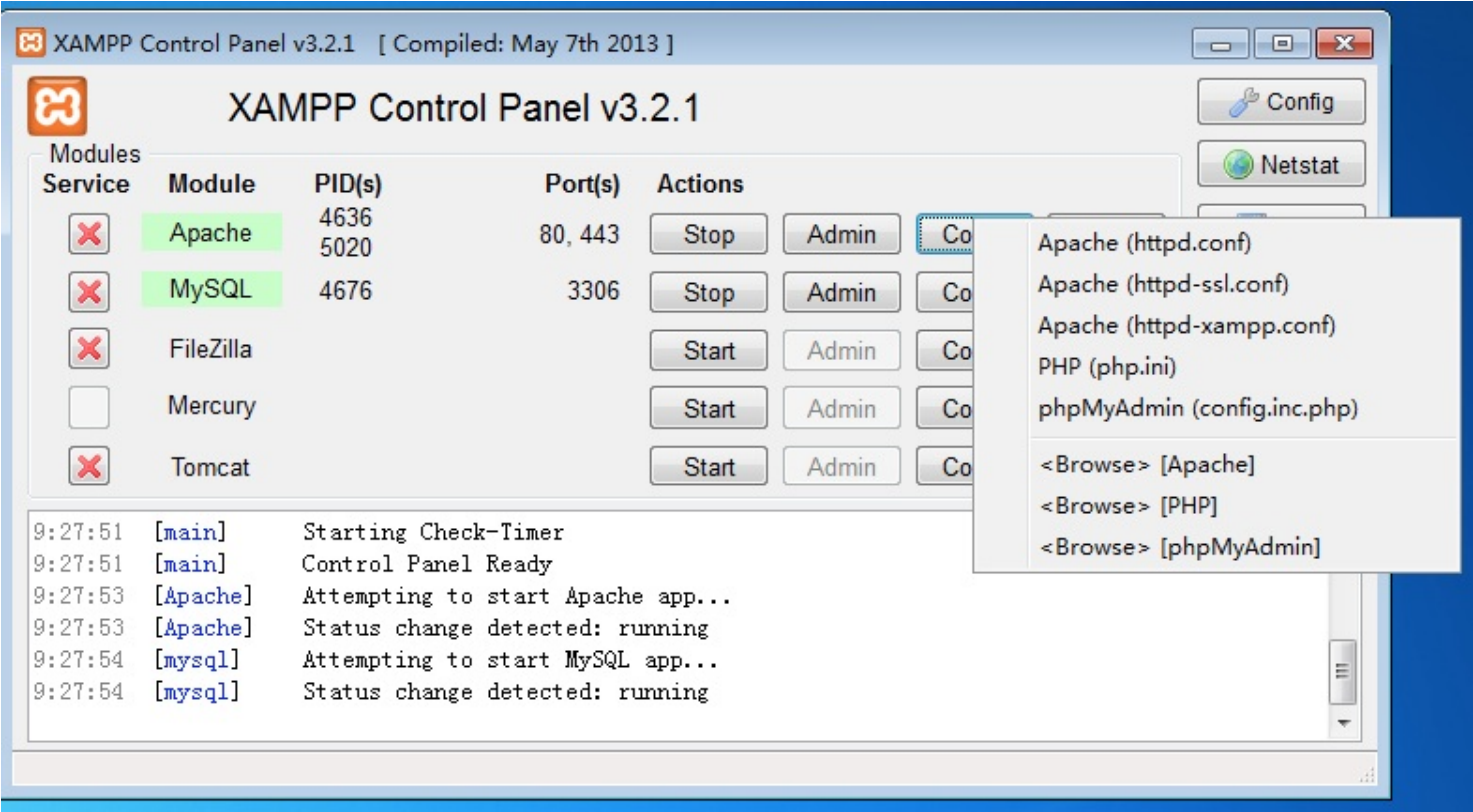 XAMPP Control Panel v3.2.1 [ Compiled: May 7th 2013 ]
XAMPP Control Panel v3.2.1
Config
Netstat
Modules
Service Module PID(s) Port(s) Actions
Apache 4636 5020 80, 443 Stop Admin Co
MySQL 4676 3306 Stop Admin Co
FileZilla Start Admin Co
Mercury Start Admin Co
Tomcat Start Admin Co
Apache (httpd.conf)
Apache (httpd-ssl.conf)
Apache (httpd-xampp.conf)
PHP (php.ini)
phpMyAdmin (config.inc.php)
<Browse> [Apache]
<Browse> [PHP]
<Browse> [phpMyAdmin]
9:27:51 [main] Starting Check-Timer
9:27:51 [main] Control Panel Ready
9:27:53 [Apache] Attempting to start Apache app...
9:27:53 [Apache] Status change detected: running
9:27:54 [mysql] Attempting to start MySQL app...
9:27:54 [mysql] Status change detected: running